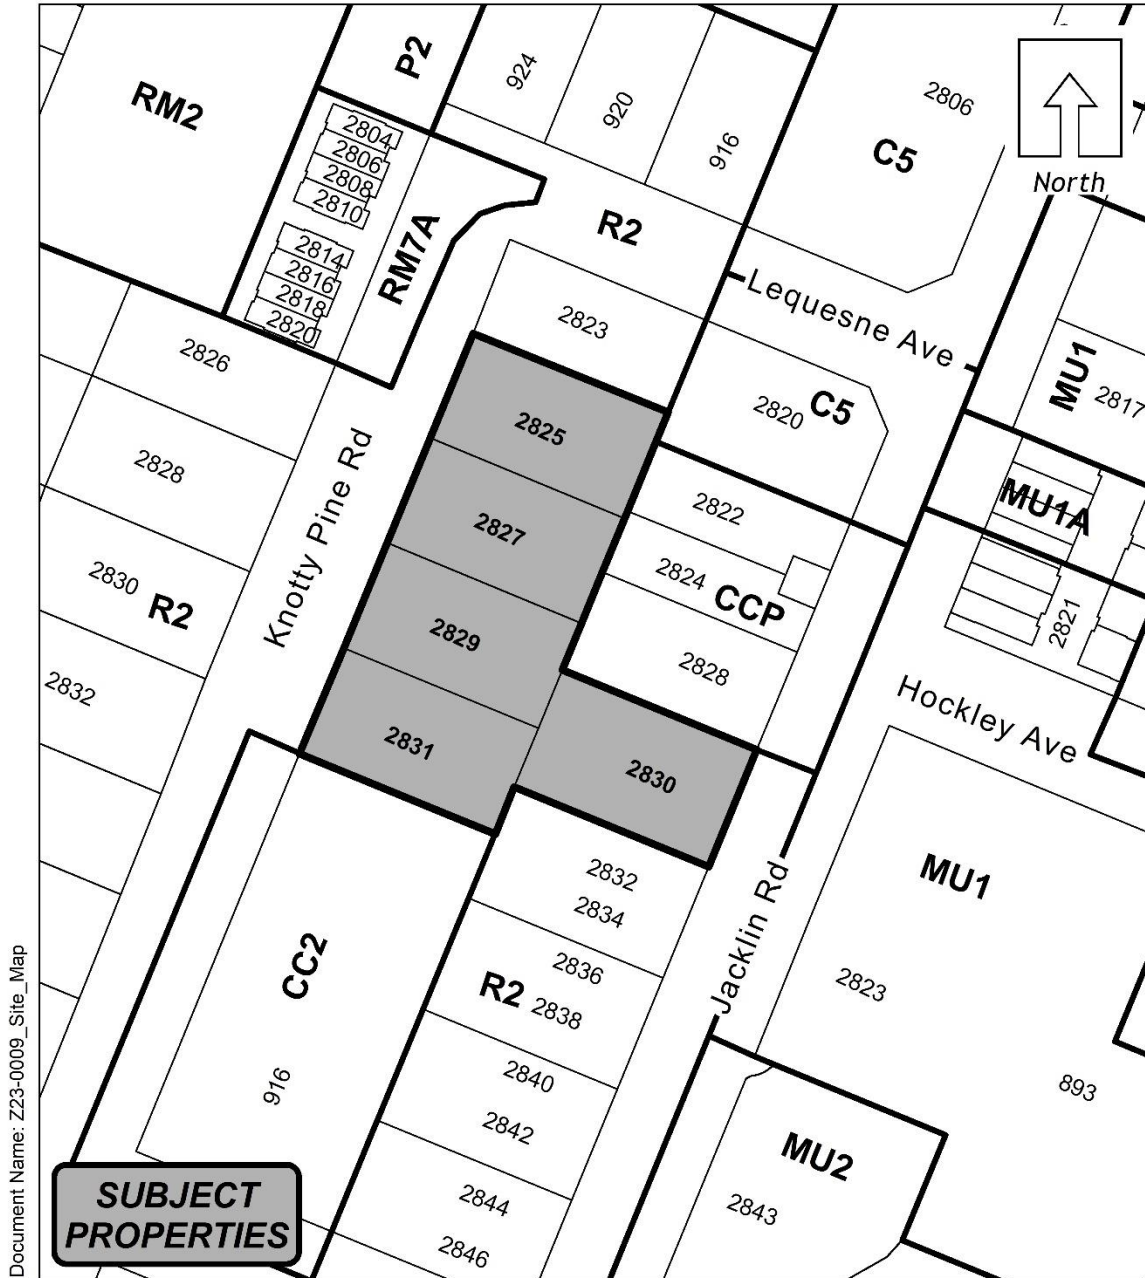 P2
924
920
2806
RM2
916
C5
North
2804
2806
2808
2810
R2
2814
2816
2818
2820
RM7A
2823
Lequesne Ave
MU1
2817
2826
2825
2820
C5
2828
Knotty Pine Rd
2827
2822
MU1A
2830
R2
2824
CCP
2821
2829
2828
2832
2831
2830
Hockley Ave
2832
2834
MU1
Jacklin Rd
CC2
2836
R2
2838
2823
916
2840
893
2842
MU2
2844
2843
2846
SUBJECT
PROPERTIES
Document Name: Z23-0009_Site_Map